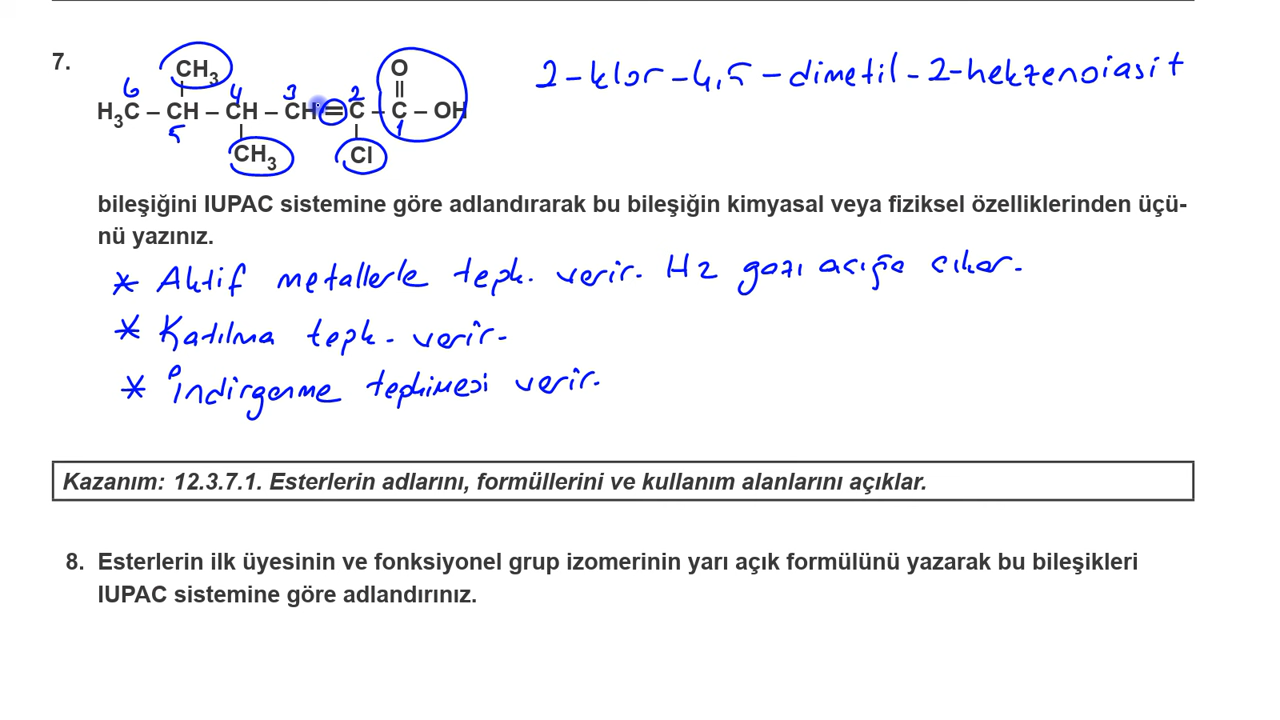 7.
CH3 O 2-klor-4,5-dimetil-2-hekzenoiasit
6 4 3 2
H3C – CH – CH – CH = C – C – OH
5 1
CH3 Cl
bileşiğini IUPAC sistemine göre adlandırarak bu bileşiğin kimyasal veya fiziksel özelliklerinden üçü-
nü yazınız.
* Aktif metallerle tepk. verir. H2 gazı açığa çıkar.
* Katılma tepk. verir.
* İndirgenme tepkimesi verir.
Kazanım: 12.3.7.1. Esterlerin adlarını, formüllerini ve kullanım alanlarını açıklar.
8. Esterlerin ilk üyesinin ve fonksiyonel grup izomerinin yarı açık formülünü yazarak bu bileşikleri
IUPAC sistemine göre adlandırınız.